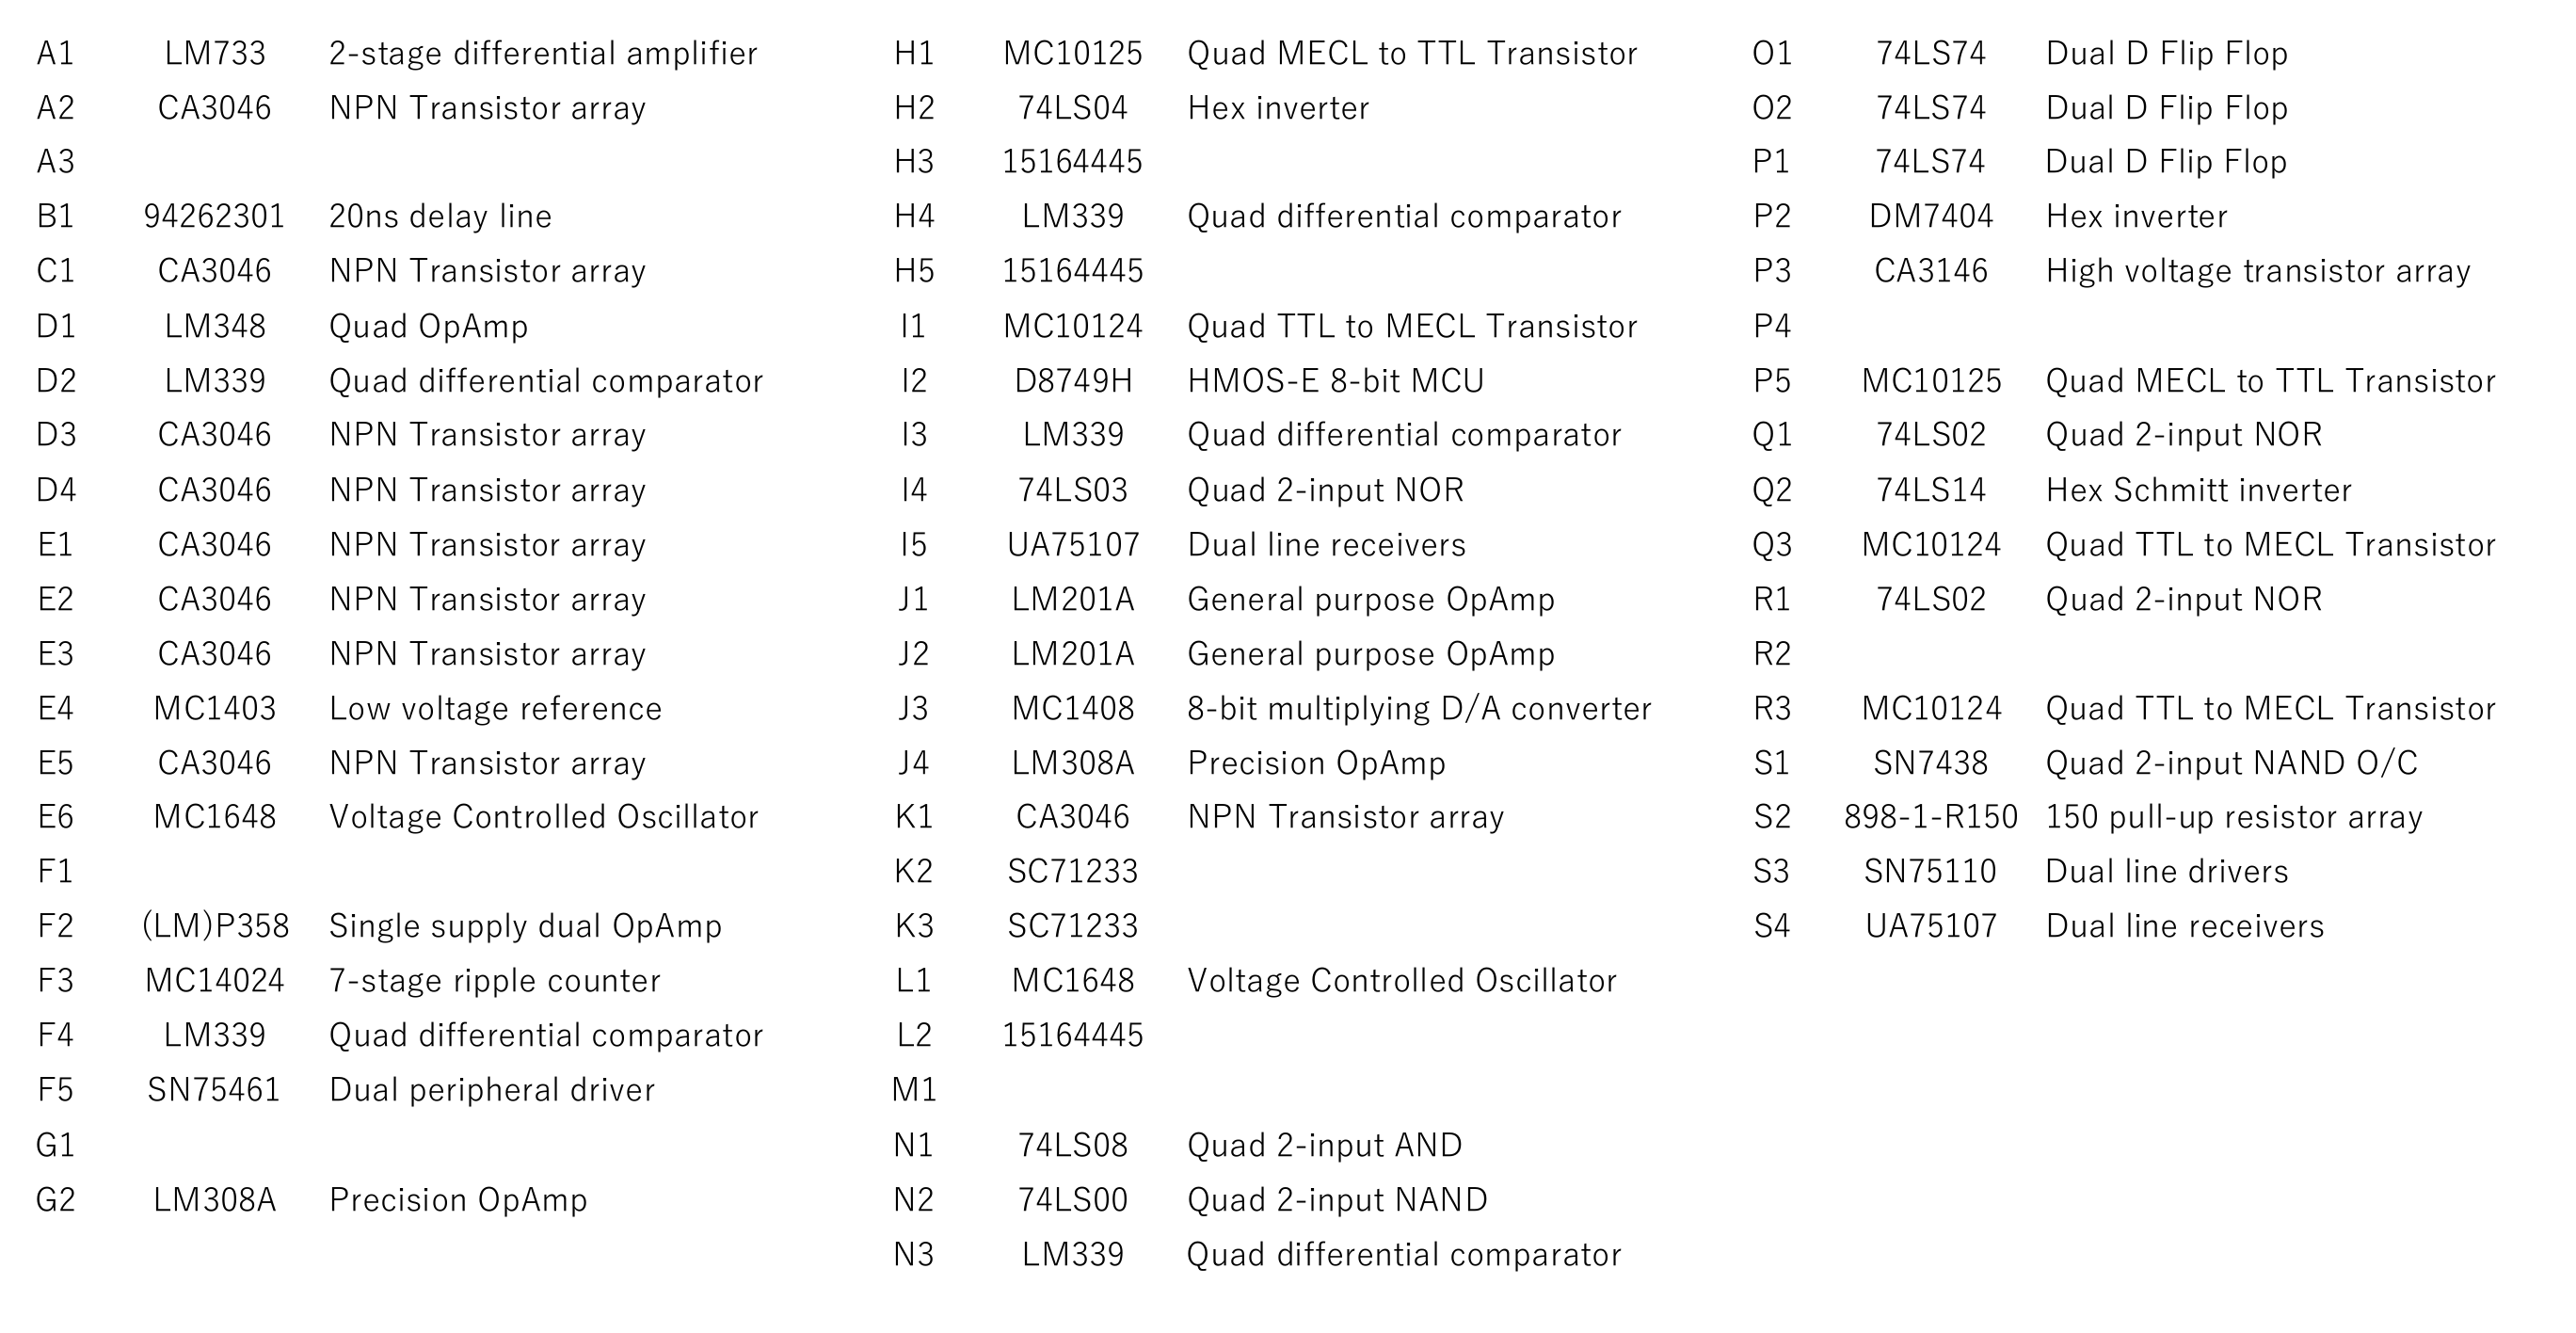 A1 LM733 2-stage differential amplifier
A2 CA3046 NPN Transistor array
A3
B1 94262301 20ns delay line
C1 CA3046 NPN Transistor array
D1 LM348 Quad OpAmp
D2 LM339 Quad differential comparator
D3 CA3046 NPN Transistor array
D4 CA3046 NPN Transistor array
E1 CA3046 NPN Transistor array
E2 CA3046 NPN Transistor array
E3 CA3046 NPN Transistor array
E4 MC1403 Low voltage reference
E5 CA3046 NPN Transistor array
E6 MC1648 Voltage Controlled Oscillator
F1
F2 (LM)P358 Single supply dual OpAmp
F3 MC14024 7-stage ripple counter
F4 LM339 Quad differential comparator
F5 SN75461 Dual peripheral driver
G1
G2 LM308A Precision OpAmp
H1 MC10125 Quad MECL to TTL Transistor
H2 74LS04 Hex inverter
H3 15164445
H4 LM339 Quad differential comparator
H5 15164445
I1 MC10124 Quad TTL to MECL Transistor
I2 D8749H HMOS-E 8-bit MCU
I3 LM339 Quad differential comparator
I4 74LS03 Quad 2-input NOR
I5 UA75107 Dual line receivers
J1 LM201A General purpose OpAmp
J2 LM201A General purpose OpAmp
J3 MC1408 8-bit multiplying D/A converter
J4 LM308A Precision OpAmp
K1 CA3046 NPN Transistor array
K2 SC71233
K3 SC71233
L1 MC1648 Voltage Controlled Oscillator
L2 15164445
M1
N1 74LS08 Quad 2-input AND
N2 74LS00 Quad 2-input NAND
N3 LM339 Quad differential comparator
O1 74LS74 Dual D Flip Flop
O2 74LS74 Dual D Flip Flop
P1 74LS74 Dual D Flip Flop
P2 DM7404 Hex inverter
P3 CA3146 High voltage transistor array
P4
P5 MC10125 Quad MECL to TTL Transistor
Q1 74LS02 Quad 2-input NOR
Q2 74LS14 Hex Schmitt inverter
Q3 MC10124 Quad TTL to MECL Transistor
R1 74LS02 Quad 2-input NOR
R2
R3 MC10124 Quad TTL to MECL Transistor
S1 SN7438 Quad 2-input NAND O/C
S2 898-1-R150 150 pull-up resistor array
S3 SN75110 Dual line drivers
S4 UA75107 Dual line receivers